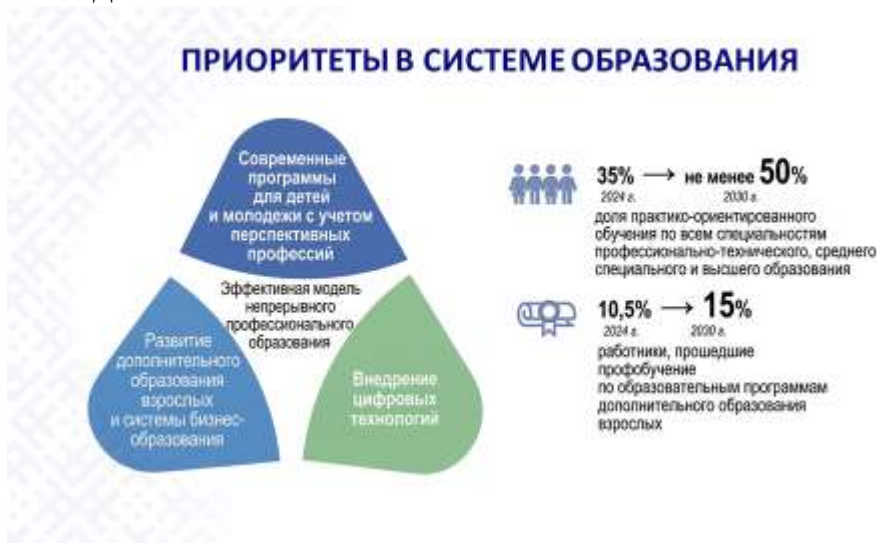 ПРИОРИТЕТЫ В СИСТЕМЕ ОБРАЗОВАНИЯ
Современные
программы
для детей
и молодежи с учетом
перспективных
профессий
Эффективная модель
непрерывного
профессионального
образования
Развитие
дополнительного
образования
взрослых
и системы бизнес-
образования
Внедрение
цифровых
технологий
35% → не менее 50%
2024 г. 2030 г.
доля практико-ориентированного
обучения по всем специальностям
профессионально-технического, среднего
специального и высшего образования
10,5% → 15%
2024 г. 2030 г.
работники, прошедшие
профобучение
по образовательным программам
дополнительного образования
взрослых